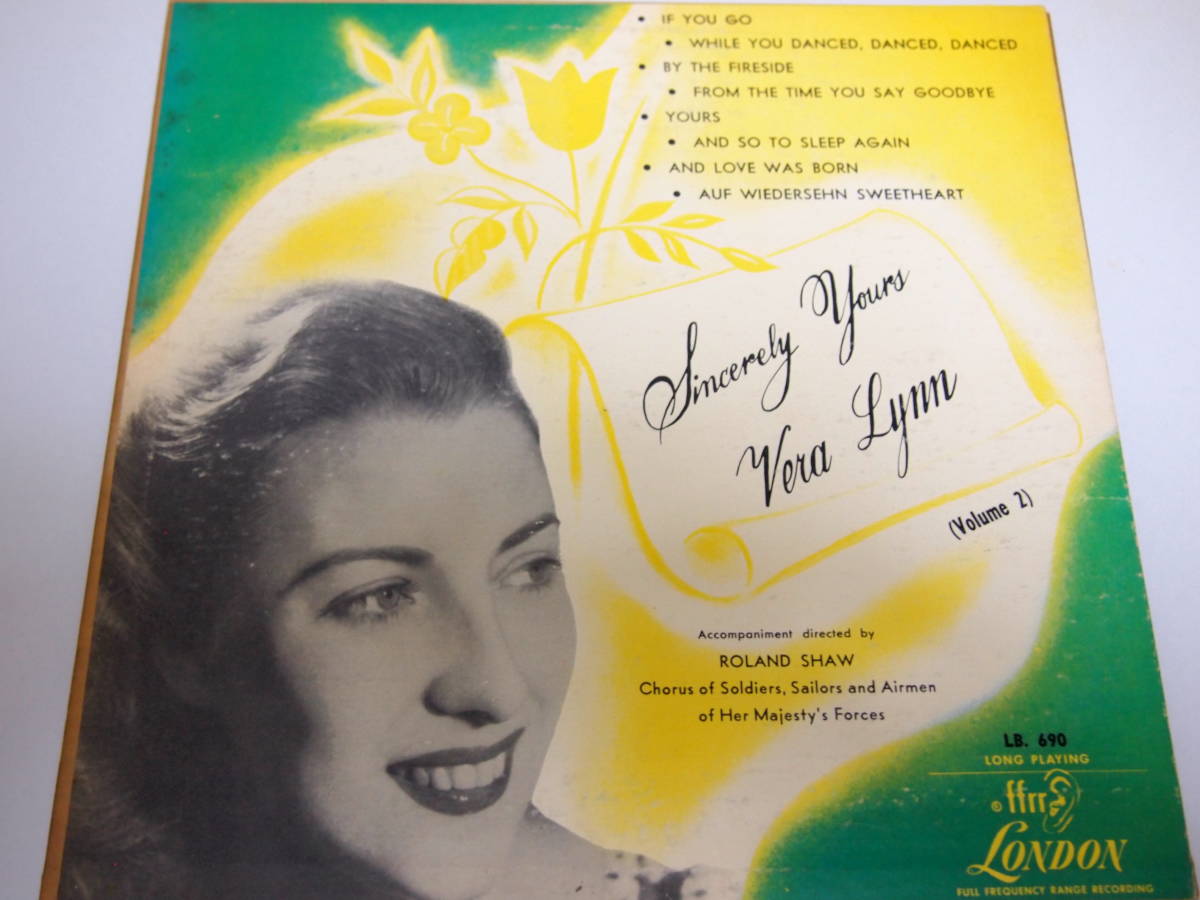 • IF YOU GO
• WHILE YOU DANCED, DANCED, DANCED
• BY THE FIRESIDE
• FROM THE TIME YOU SAY GOODBYE
• YOURS
• AND SO TO SLEEP AGAIN
• AND LOVE WAS BORN
• AUF WIEDERSEHN SWEETHEART
Sincerely Yours
Vera Lynn
(Volume 2)
Accompaniment directed by
ROLAND SHAW
Chorus of Soldiers, Sailors and Airmen
of Her Majesty's Forces
LB. 690
LONG PLAYING
© ffrr
LONDON
FULL FREQUENCY RANGE RECORDING